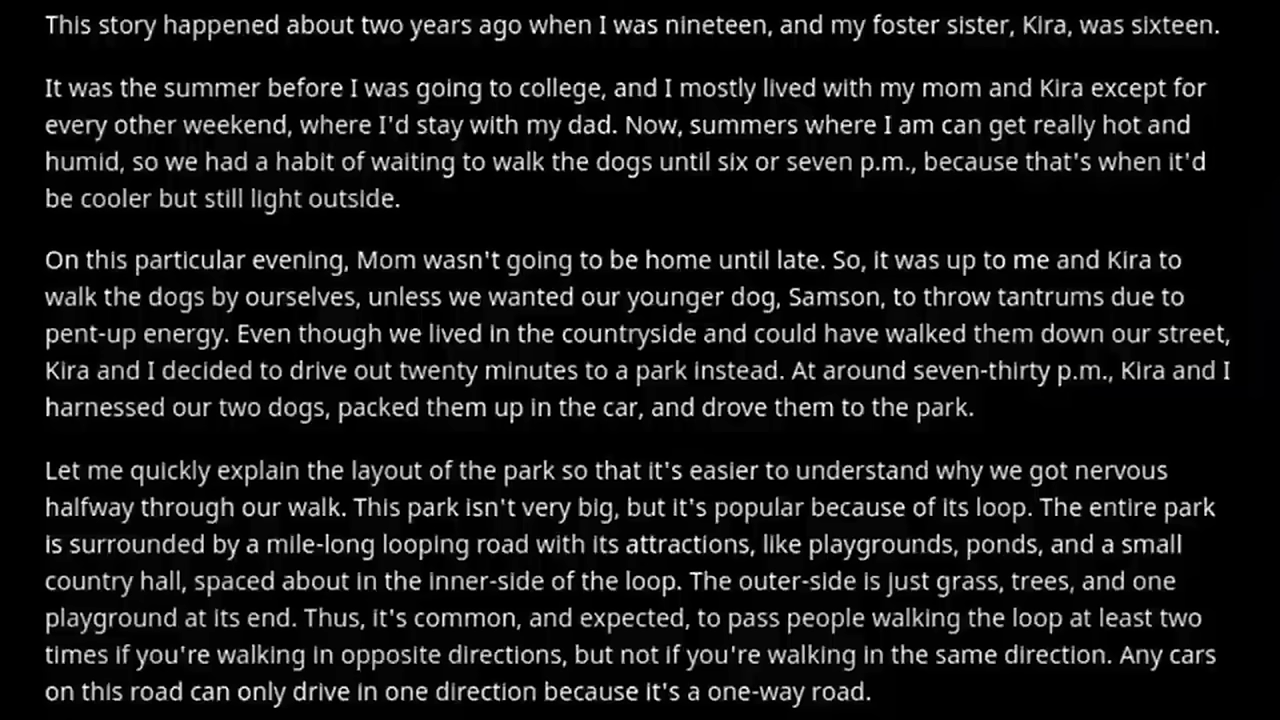 This story happened about two years ago when I was nineteen, and my foster sister, Kira, was sixteen.
It was the summer before I was going to college, and I mostly lived with my mom and Kira except for
every other weekend, where I'd stay with my dad. Now, summers where I am can get really hot and
humid, so we had a habit of waiting to walk the dogs until six or seven p.m., because that's when it'd
be cooler but still light outside.
On this particular evening, Mom wasn't going to be home until late. So, it was up to me and Kira to
walk the dogs by ourselves, unless we wanted our younger dog, Samson, to throw tantrums due to
pent-up energy. Even though we lived in the countryside and could have walked them down our street,
Kira and I decided to drive out twenty minutes to a park instead. At around seven-thirty p.m., Kira and I
harnessed our two dogs, packed them up in the car, and drove them to the park.
Let me quickly explain the layout of the park so that it's easier to understand why we got nervous
halfway through our walk. This park isn't very big, but it's popular because of its loop. The entire park
is surrounded by a mile-long looping road with its attractions, like playgrounds, ponds, and a small
country hall, spaced about in the inner-side of the loop. The outer-side is just grass, trees, and one
playground at its end. Thus, it's common, and expected, to pass people walking the loop at least two
times if you're walking in opposite directions, but not if you're walking in the same direction. Any cars
on this road can only drive in one direction because it's a one-way road.